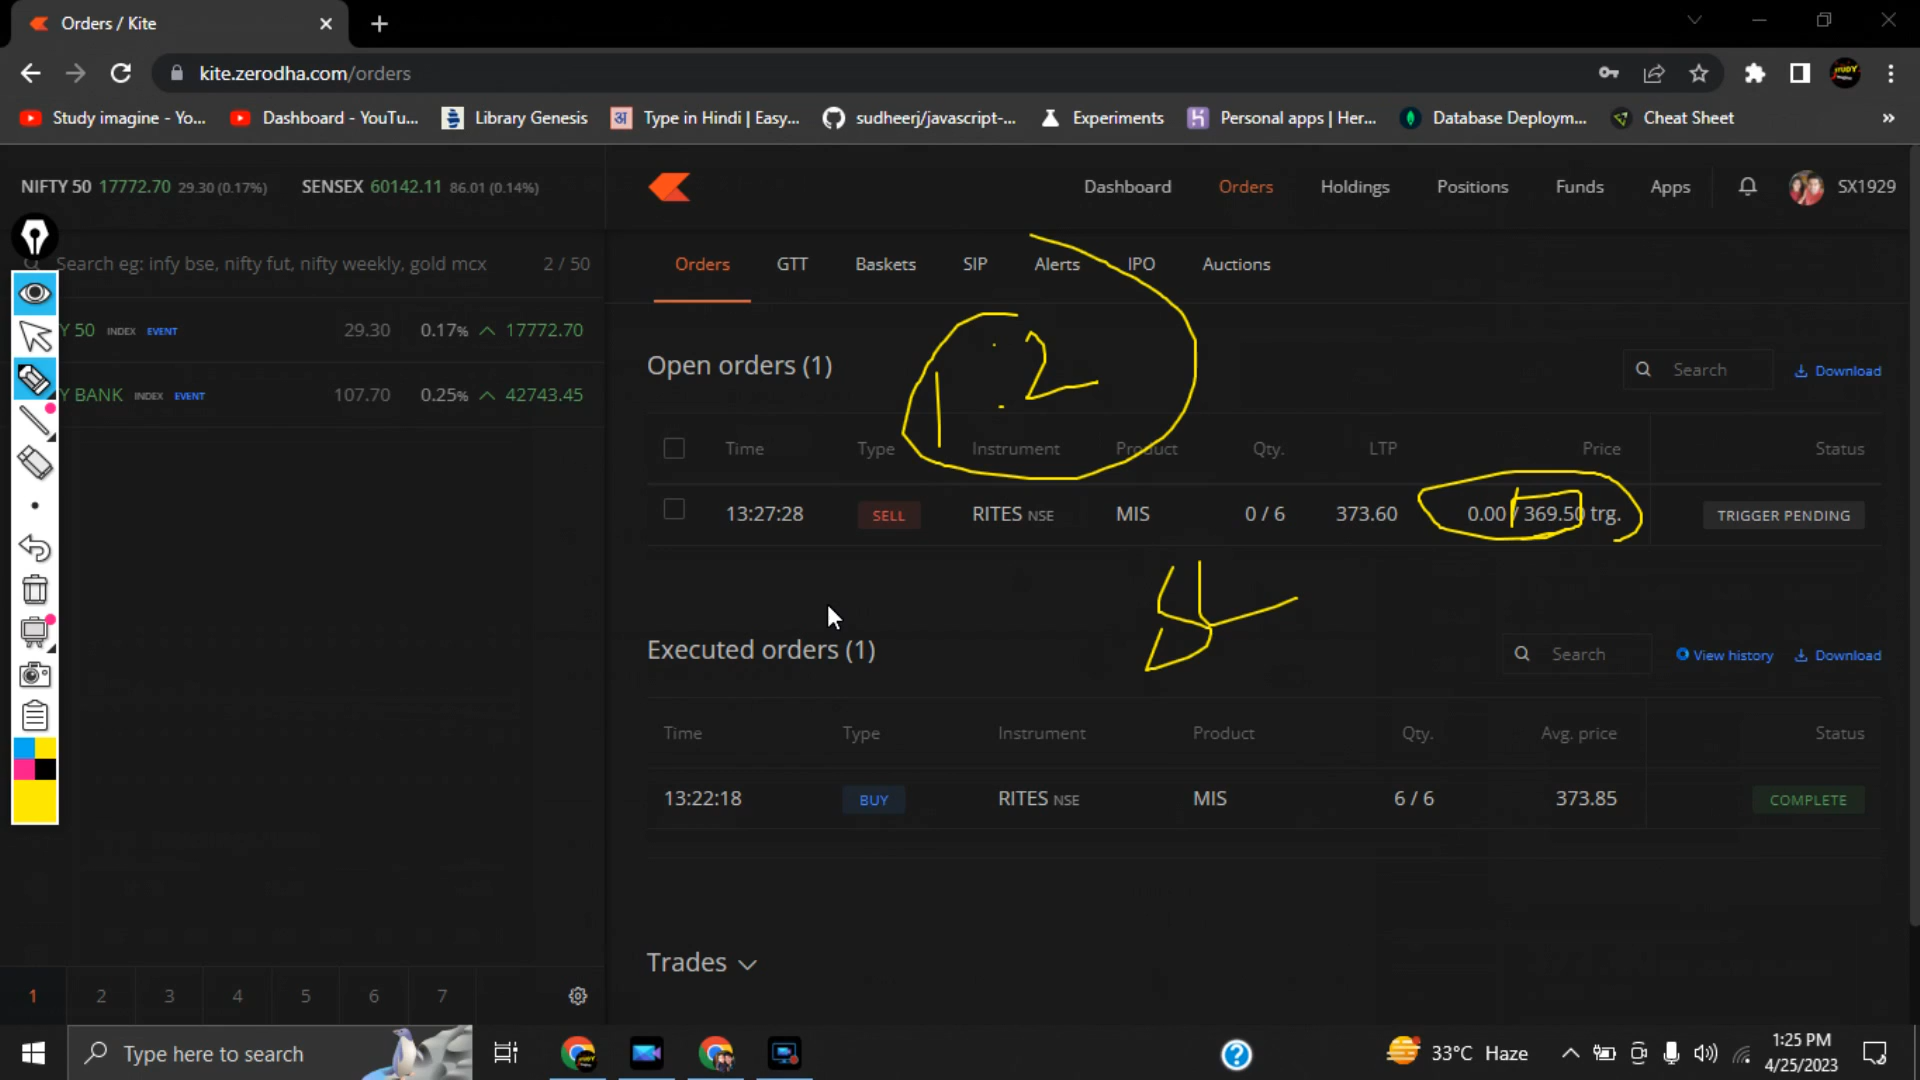 Orders / Kite
kite.zerodha.com/orders
Study imagine - Yo...
Dashboard - YouTu...
Library Genesis
Type in Hindi | Easy...
sudheerj/javascript-...
Experiments
Personal apps | Her...
Database Deploym...
Cheat Sheet
»
NIFTY 50 17772.70 29.30 (0.17%) SENSEX 60142.11 86.01 (0.14%)
Dashboard Orders Holdings Positions Funds Apps SX1929
Search eg: infy bse, nifty fut, nifty weekly, gold mcx 2 / 50
Orders GTT Baskets SIP Alerts IPO Auctions
Y 50 INDEX EVENT 29.30 0.17% 17772.70
Y BANK INDEX EVENT 107.70 0.25% 42743.45
1:2
Open orders (1) Search Download
Time Type Instrument Product Qty. LTP Price Status
13:27:28 SELL RITES NSE MIS 0 / 6 373.60 0.00 / 369.50 trg. TRIGGER PENDING
SL
Executed orders (1) Search View history Download
Time Type Instrument Product Qty. Avg. price Status
13:22:18 BUY RITES NSE MIS 6 / 6 373.85 COMPLETE
Trades
1 2 3 4 5 6 7
Type here to search
33°C Haze
1:25 PM
4/25/2023